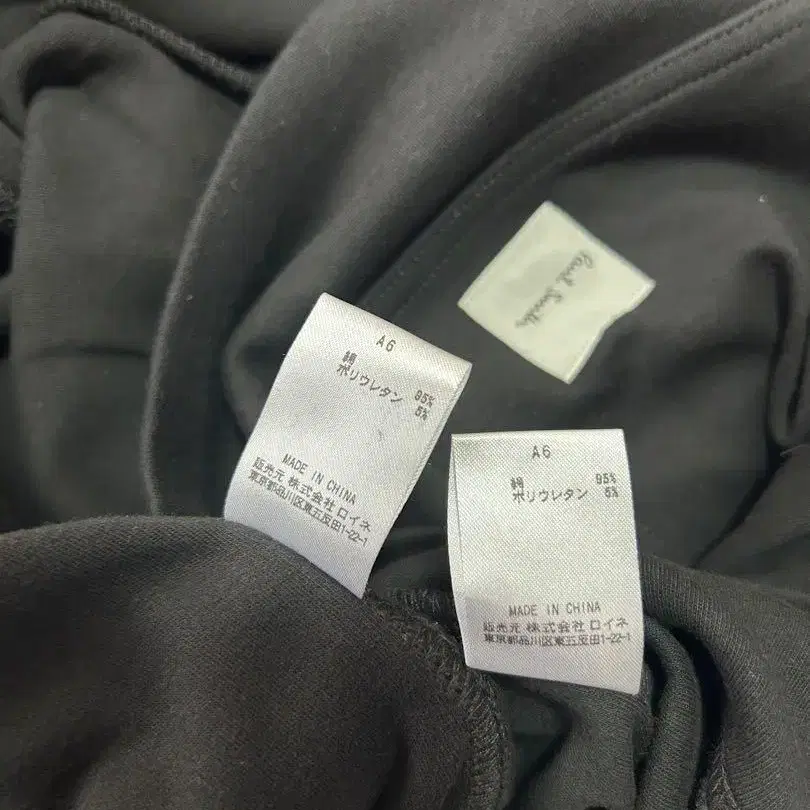 Paul Smith
A6
綿 95%
ポリウレタン 5%
MADE IN CHINA
販売元 株式会社ロイネ
東京都品川区東五反田1-22-1
A6
綿 95%
ポリウレタン 5%
MADE IN CHINA
販売元 株式会社ロイネ
東京都品川区東五反田1-22-1